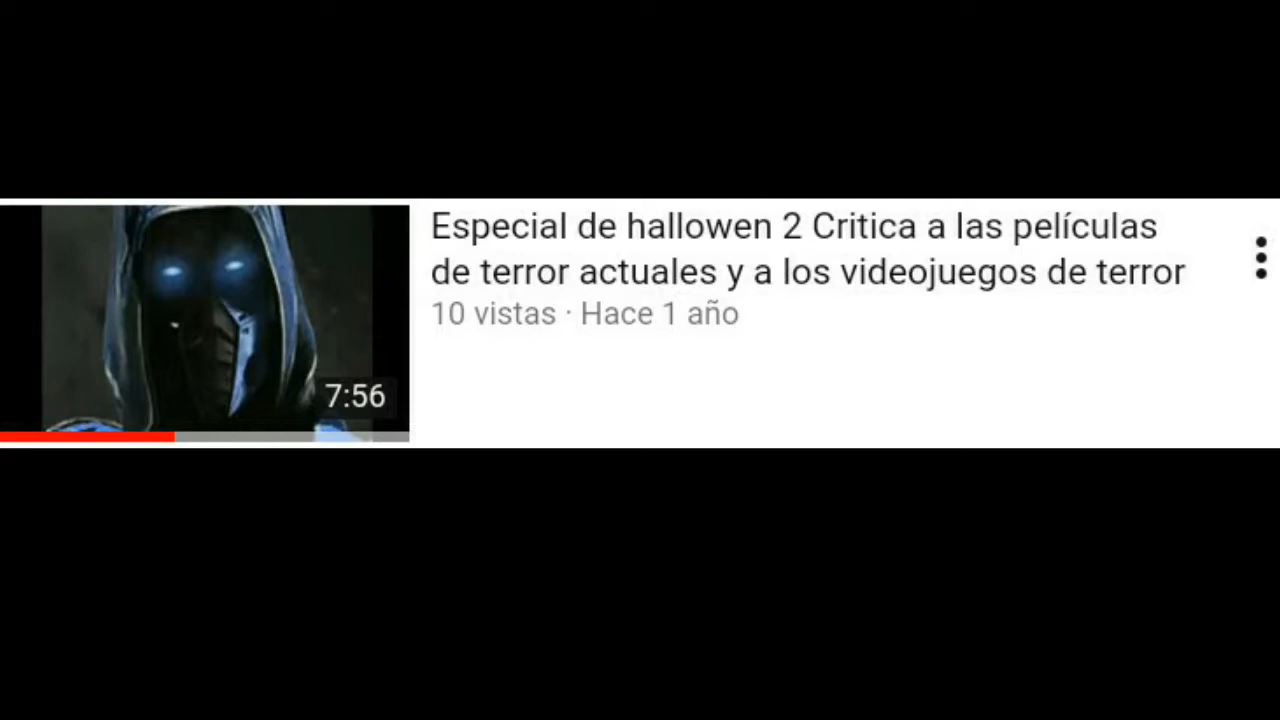 Especial de hallowen 2 Critica a las películas
de terror actuales y a los videojuegos de terror
10 vistas · Hace 1 año
7:56